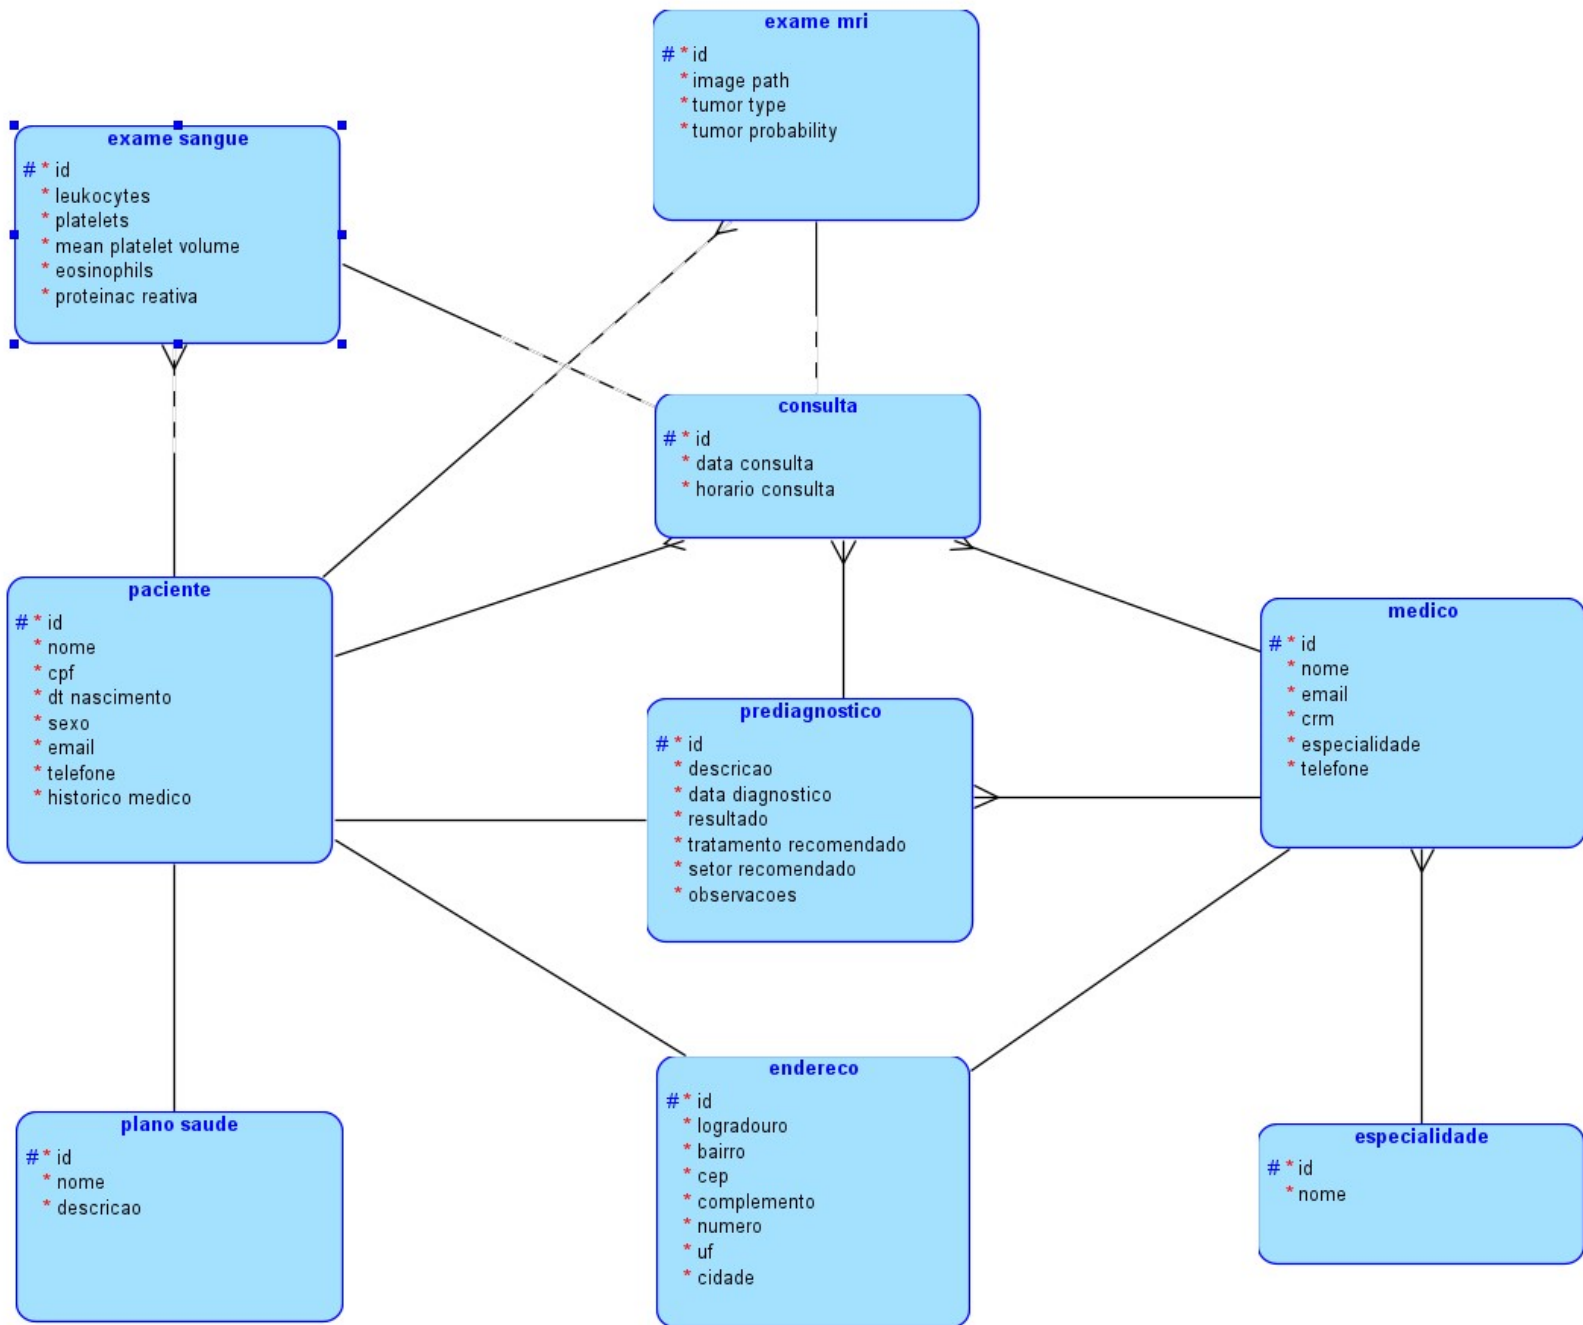 exame mri
# * id
* image path
* tumor type
* tumor probability
exame sangue
# * id
* leukocytes
* platelets
* mean platelet volume
* eosinophils
* proteinac reativa
consulta
# * id
* data consulta
* horario consulta
paciente
# * id
* nome
* cpf
* dt nascimento
* sexo
* email
* telefone
* historico medico
medico
# * id
* nome
* email
* crm
* especialidade
* telefone
prediagnostico
# * id
* descricao
* data diagnostico
* resultado
* tratamento recomendado
* setor recomendado
* observacoes
plano saude
# * id
* nome
* descricao
endereco
# * id
* logradouro
* bairro
* cep
* complemento
* numero
* uf
* cidade
especialidade
# * id
* nome